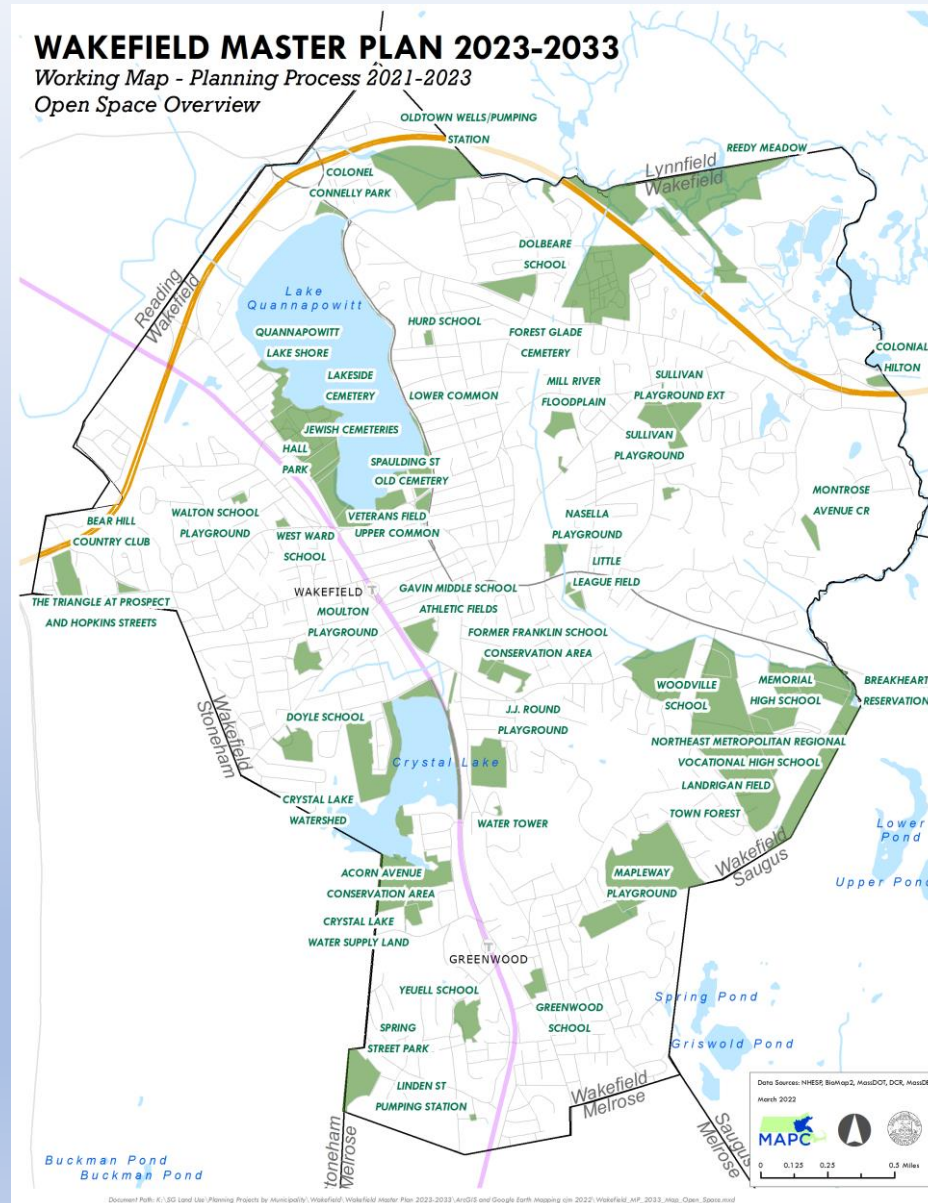 WAKEFIELD MASTER PLAN 2023-2033
Working Map - Planning Process 2021-2023
Open Space Overview
OLDTOWN WELLS/PUMPING
STATION
REEDY MEADOW
COLONEL
CONNELLY PARK
Lynnfield
Wakefield
DOLBEARE
SCHOOL
Reading
Wakefield
Lake
Quannapowitt
HURD SCHOOL
FOREST GLADE
CEMETERY
QUANNAPOWITT
LAKE SHORE
COLONIAL
HILTON
LAKESIDE
CEMETERY
LOWER COMMON
MILL RIVER
FLOODPLAIN
SULLIVAN
PLAYGROUND EXT
JEWISH CEMETERIES
SULLIVAN
PLAYGROUND
HALL
PARK
SPAULDING ST
OLD CEMETERY
MONTROSE
AVENUE CR
WALTON SCHOOL
PLAYGROUND
VETERANS FIELD
UPPER COMMON
NASELLA
PLAYGROUND
BEAR HILL
COUNTRY CLUB
WEST WARD
SCHOOL
LITTLE
LEAGUE FIELD
WAKEFIELD T
GAVIN MIDDLE SCHOOL
ATHLETIC FIELDS
THE TRIANGLE AT PROSPECT
AND HOPKINS STREETS
MOULTON
PLAYGROUND
FORMER FRANKLIN SCHOOL
CONSERVATION AREA
WOODVILLE
SCHOOL
MEMORIAL
HIGH SCHOOL
BREAKHEART
RESERVATION
Wakefield
Stoneham
DOYLE SCHOOL
J.J. ROUND
PLAYGROUND
NORTHEAST METROPOLITAN REGIONAL
VOCATIONAL HIGH SCHOOL
Crystal Lake
LANDRIGAN FIELD
CRYSTAL LAKE
WATERSHED
WATER TOWER
TOWN FOREST
Lower
Pond
Wakefield
Saugus
Upper Pond
ACORN AVENUE
CONSERVATION AREA
MAPLEWAY
PLAYGROUND
CRYSTAL LAKE
WATER SUPPLY LAND
T
GREENWOOD
YEUELL SCHOOL
GREENWOOD
SCHOOL
Spring Pond
Griswold Pond
SPRING
STREET PARK
LINDEN ST
PUMPING STATION
Wakefield
Melrose
Stoneham
Melrose
Saugus
Melrose
Buckman Pond
Buckman Pond
Data Sources: NHESP, BioMap2, MassDOT, DCR, MassDE
March 2022
MAPC
0 0.125 0.25 0.5 Miles